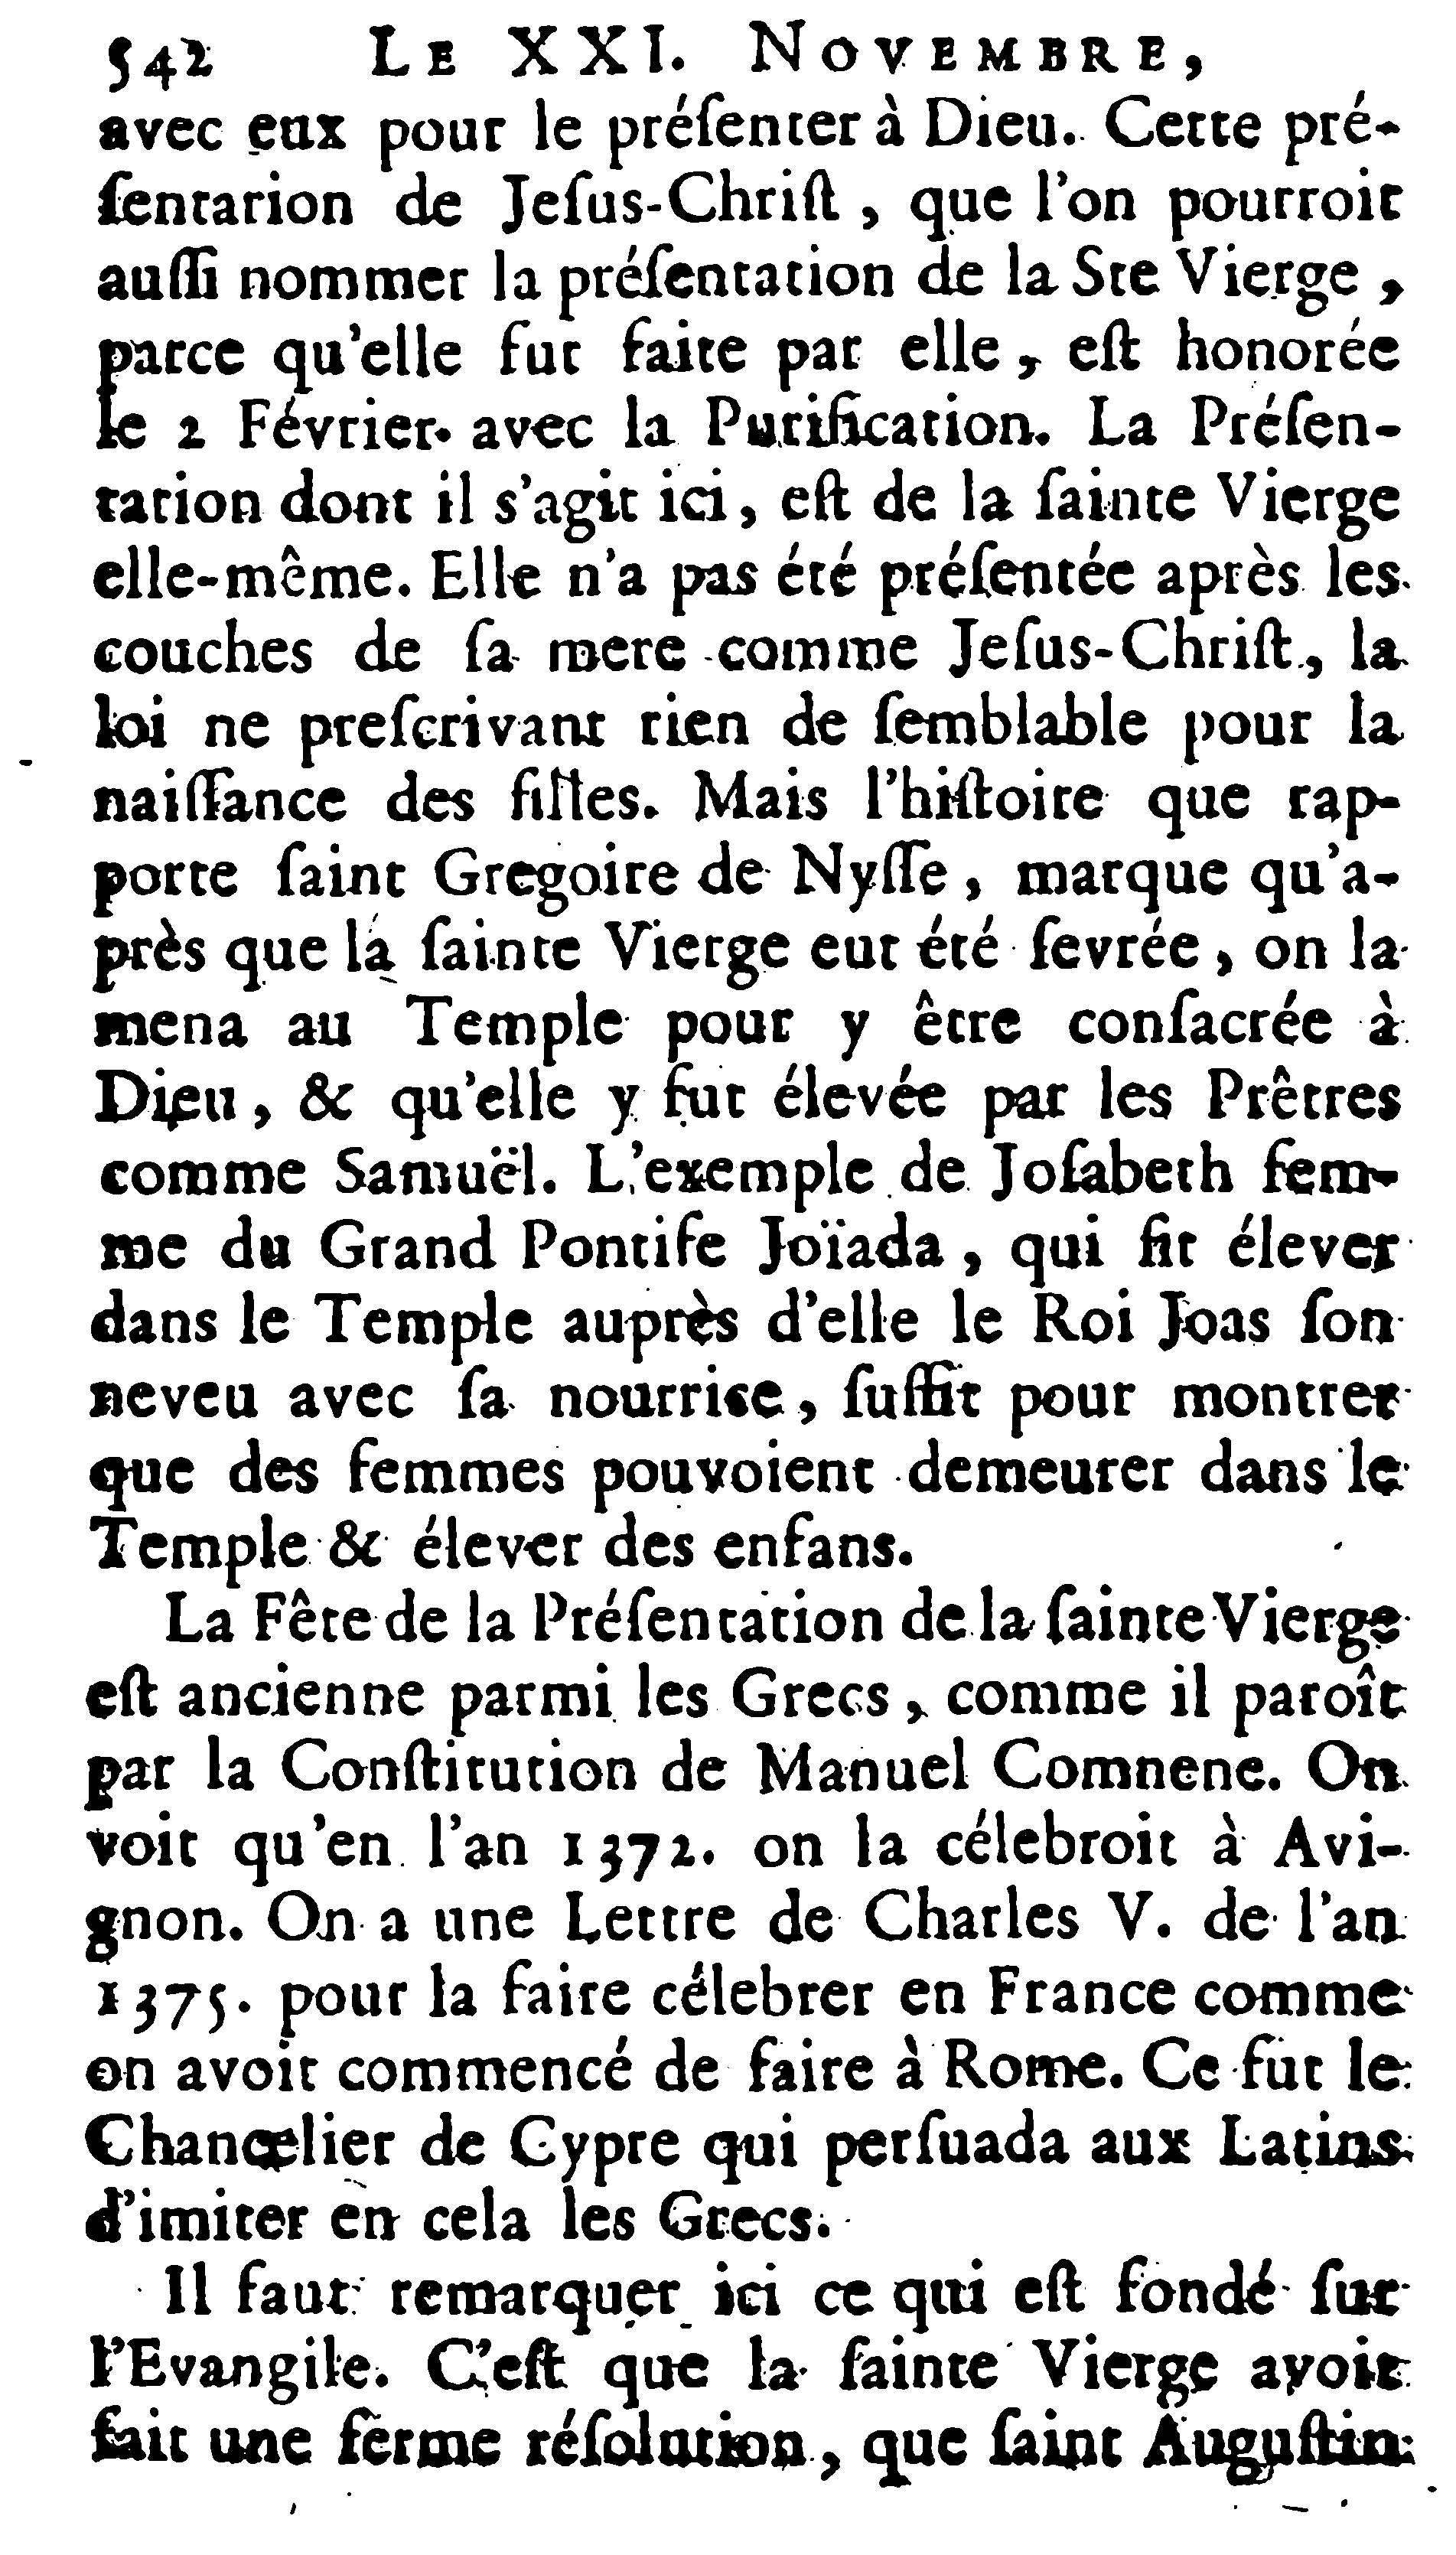 542 LE XXI. NOVEMBRE,
avec eux pour le préſenter à Dieu. Cette pré-
ſentation de Jeſus-Chriſt, que l'on pourroit
auſſi nommer la préſentation de la Ste Vierge,
parce qu'elle fut faite par elle, eſt honorée
le 2 Février. avec la Purification. La Préſen-
tation dont il s'agit ici, eſt de la ſainte Vierge
elle-même. Elle n'a pas été préſentée après les
couches de ſa mere comme Jeſus-Chriſt, la
loi ne preſcrivant rien de ſemblable pour la
naiſſance des filles. Mais l'hiſtoire que rap-
porte ſaint Gregoire de Nyſſe, marque qu'a-
près que la ſainte Vierge eut été ſevrée, on la
mena au Temple pour y être conſacrée à
Dieu, & qu'elle y fut élevée par les Prêtres
comme Samuël. L'exemple de Joſabeth fem-
me du Grand Pontife Joïada, qui fit élever
dans le Temple auprès d'elle le Roi Joas ſon
neveu avec ſa nourrice, ſuffit pour montrer
que des femmes pouvoient demeurer dans le
Temple & élever des enfans.
La Fête de la Préſentation de la ſainte Vierge
eſt ancienne parmi les Grecs, comme il paroît
par la Conſtitution de Manuel Comnene. On
voit qu'en l'an 1372. on la célebroit à Avi-
gnon. On a une Lettre de Charles V. de l'an
1375. pour la faire célebrer en France comme
on avoit commencé de faire à Rome. Ce fut le
Chancelier de Cypre qui perſuada aux Latins
d'imiter en cela les Grecs.
Il faut remarquer ici ce qui eſt fondé ſur
l'Evangile. C'eſt que la ſainte Vierge avoit
fait une ferme réſolution, que ſaint Auguſtin